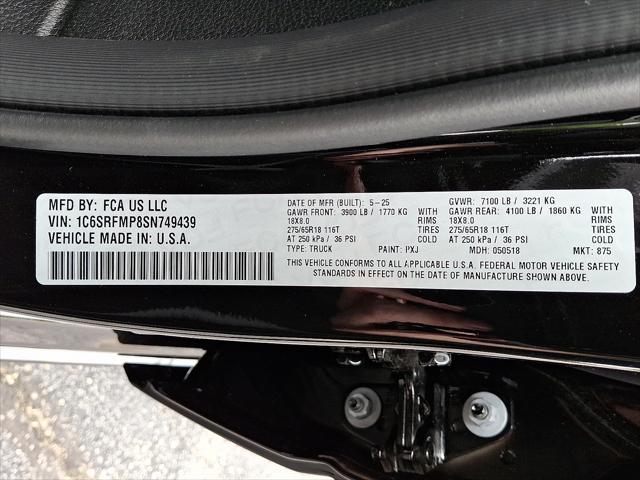 MFD BY: FCA US LLC
VIN: 1C6SRFMP8SN749439
VEHICLE MADE IN U.S.A.
DATE OF MFR (BUILT): 5-25 GVWR: 7100 LB / 3221 KG
GAWR FRONT: 3900 LB / 1770 KG WITH GAWR REAR: 4100 LB / 1860 KG WITH
18X8.0 RIMS 18X8.0 RIMS
275/65R18 116T TIRES 275/65R18 116T TIRES
AT 250 kPa / 36 PSI COLD AT 250 kPa / 36 PSI COLD
TYPE: TRUCK PAINT: PXJ MDH: 050518 MKT: 875
THIS VEHICLE CONFORMS TO ALL APPLICABLE U.S.A. FEDERAL MOTOR VEHICLE SAFETY
STANDARDS IN EFFECT ON THE DATE OF MANUFACTURE SHOWN ABOVE.